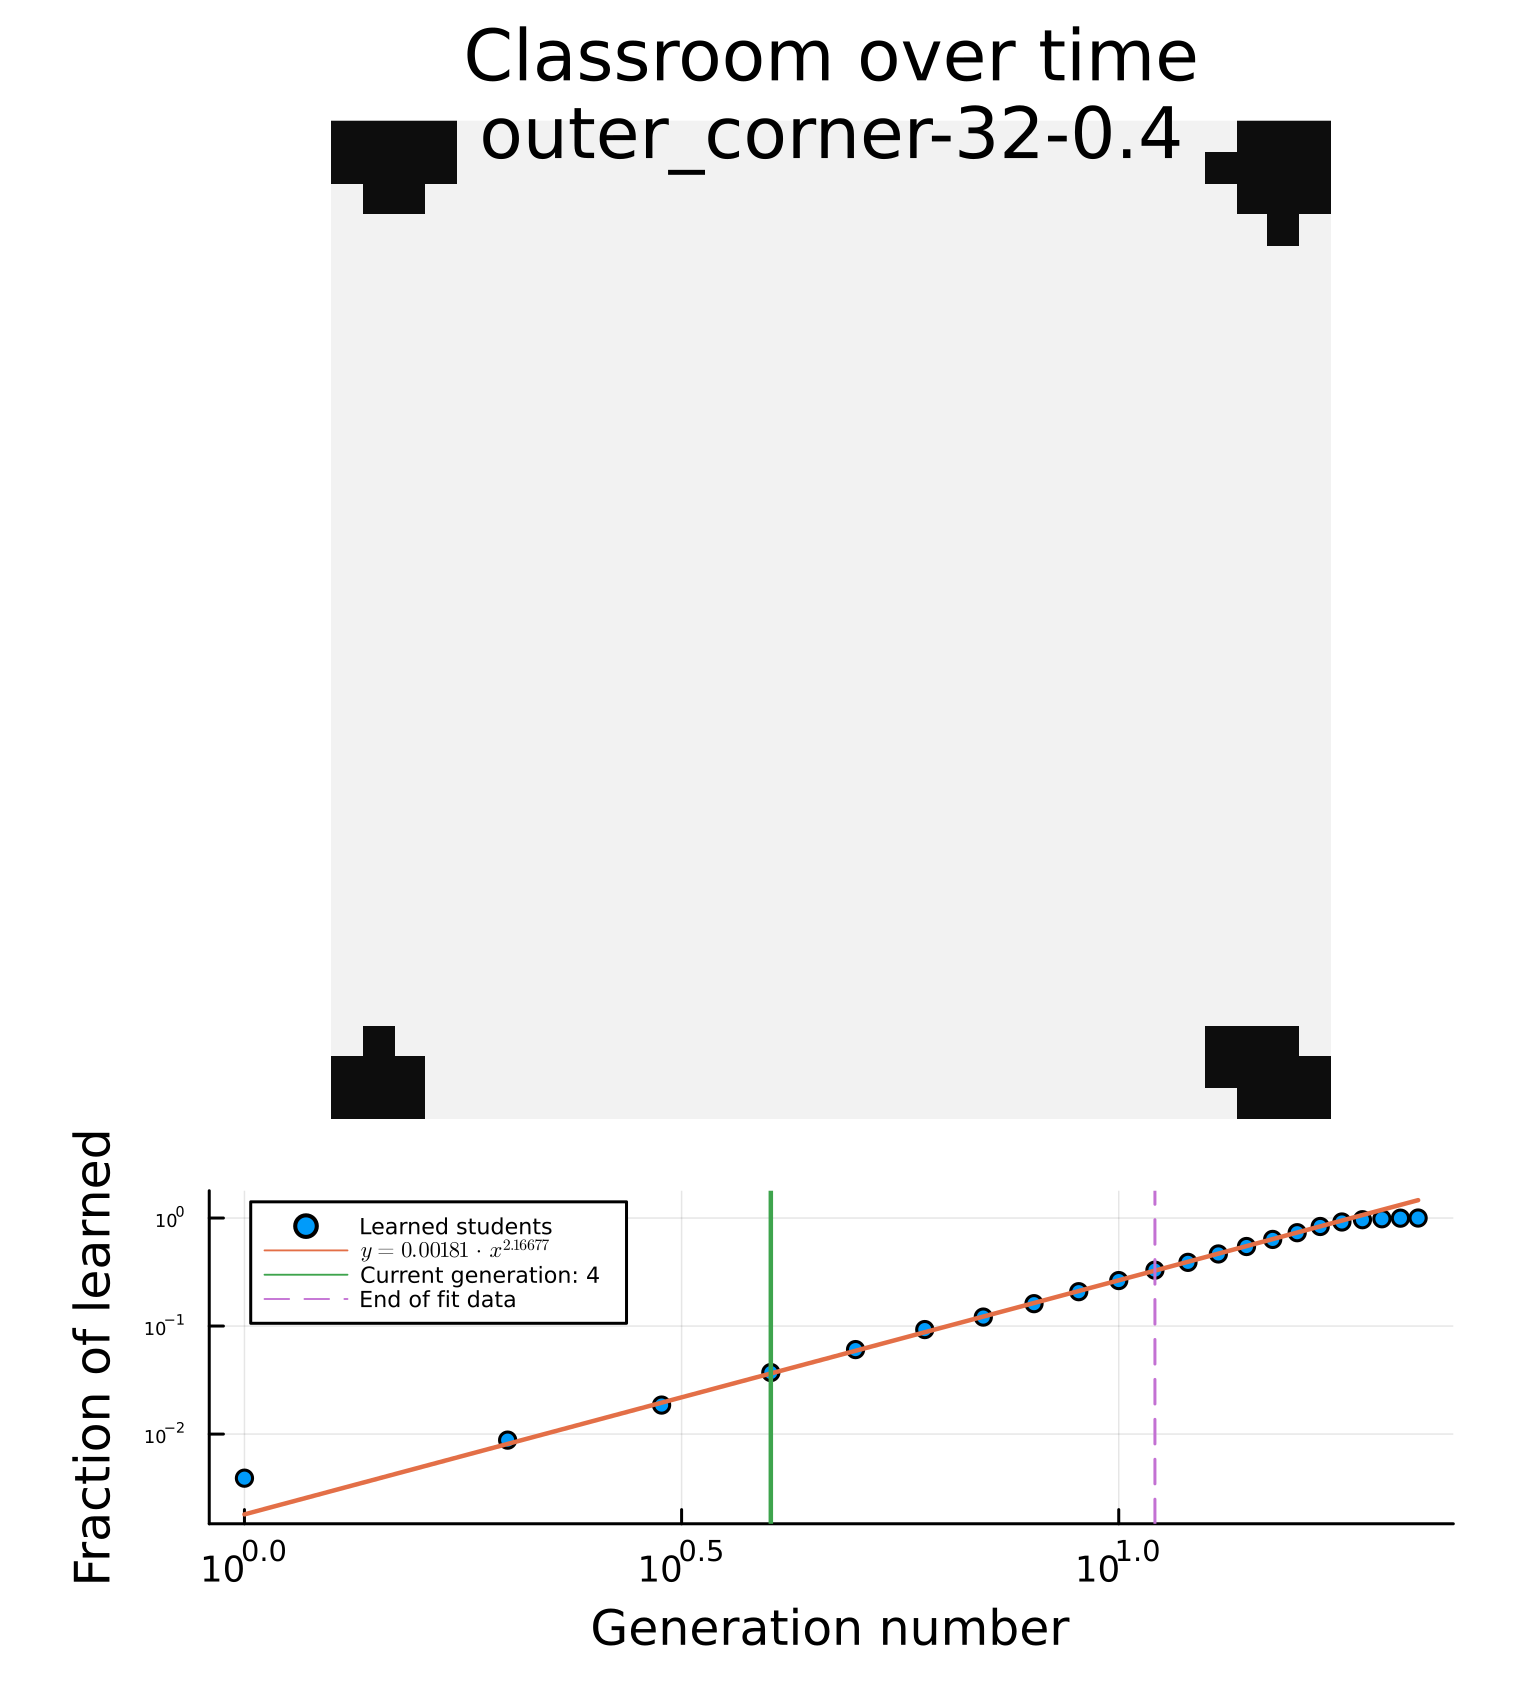 Classroom over time
outer_corner-32-0.4
Fraction of learned
10⁰
10⁻¹
10⁻²
Learned students
y = 0.00181 · x^2.16677
Current generation: 4
End of fit data
10^0.0
10^0.5
10^1.0
Generation number